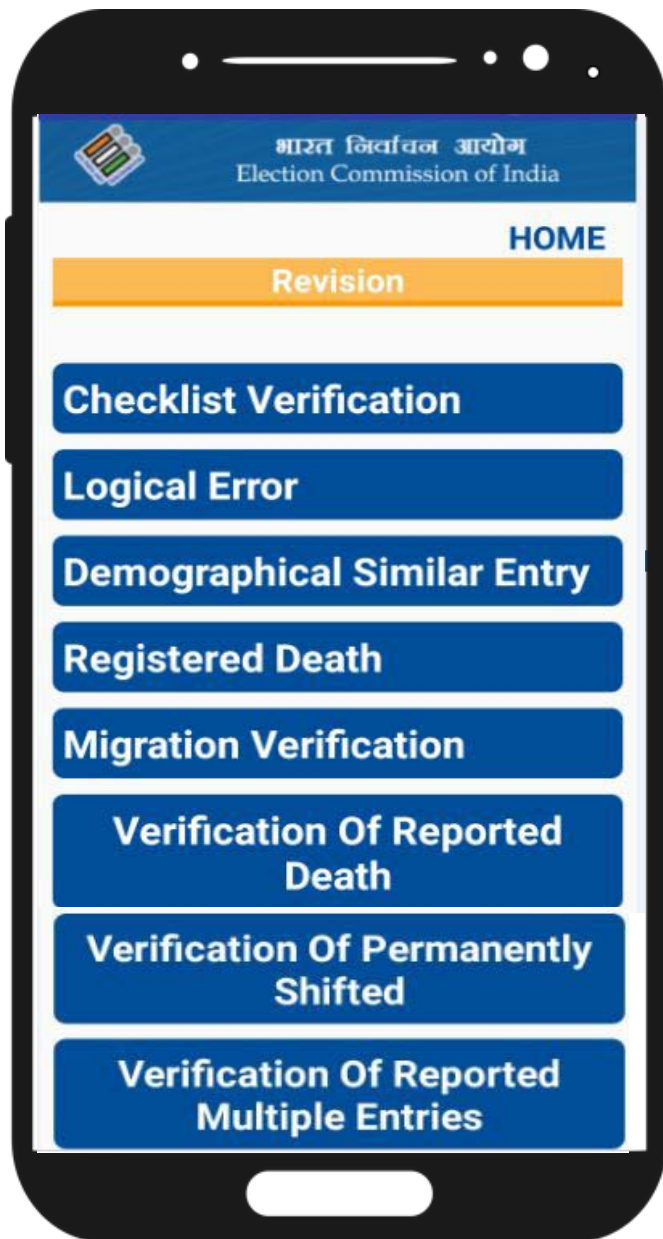 भारत निर्वाचन आयोग
Election Commission of India
HOME
Revision
Checklist Verification
Logical Error
Demographical Similar Entry
Registered Death
Migration Verification
Verification Of Reported
Death
Verification Of Permanently
Shifted
Verification Of Reported
Multiple Entries